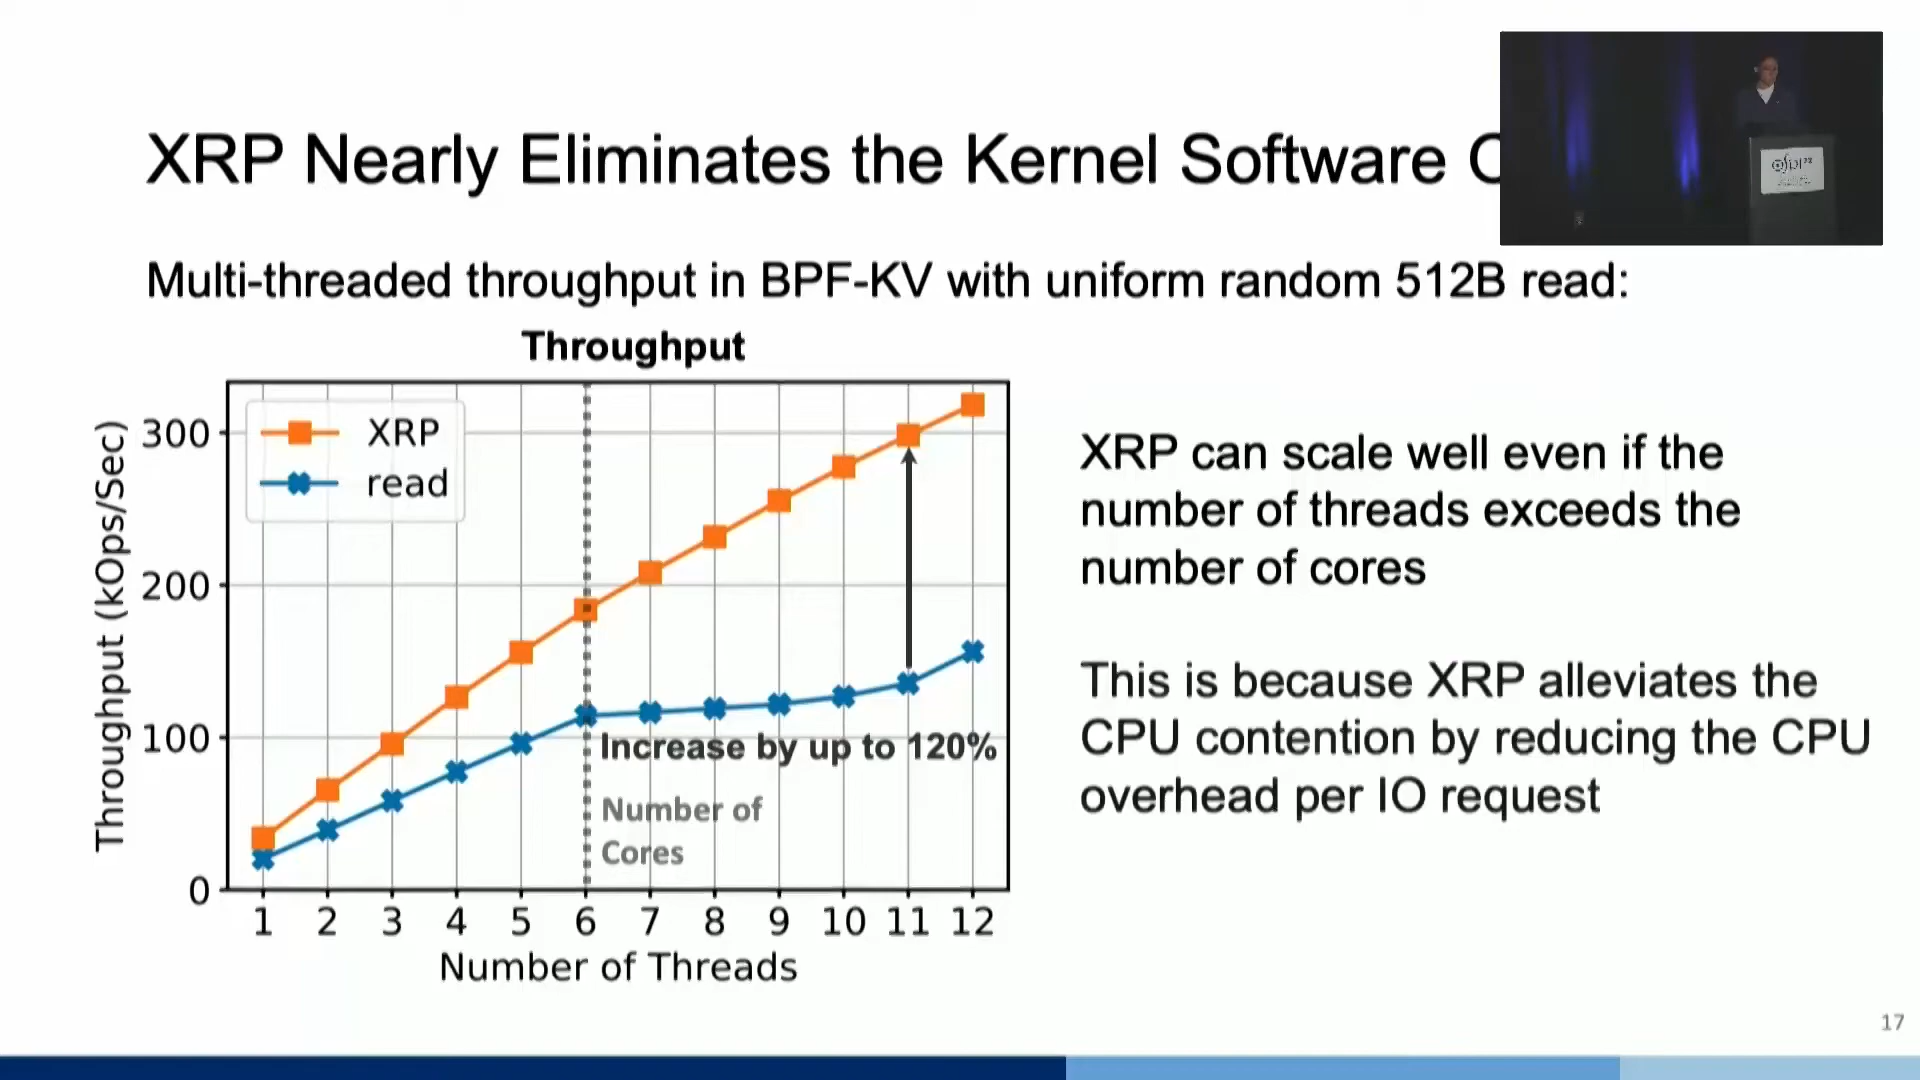 XRP Nearly Eliminates the Kernel Software
Multi-threaded throughput in BPF-KV with uniform random 512B read:
Throughput
XRP
read
Throughput (kOps/Sec)
300
200
100
0
Increase by up to 120%
Number of
Cores
1 2 3 4 5 6 7 8 9 10 11 12
Number of Threads
XRP can scale well even if the
number of threads exceeds the
number of cores
This is because XRP alleviates the
CPU contention by reducing the CPU
overhead per IO request
17